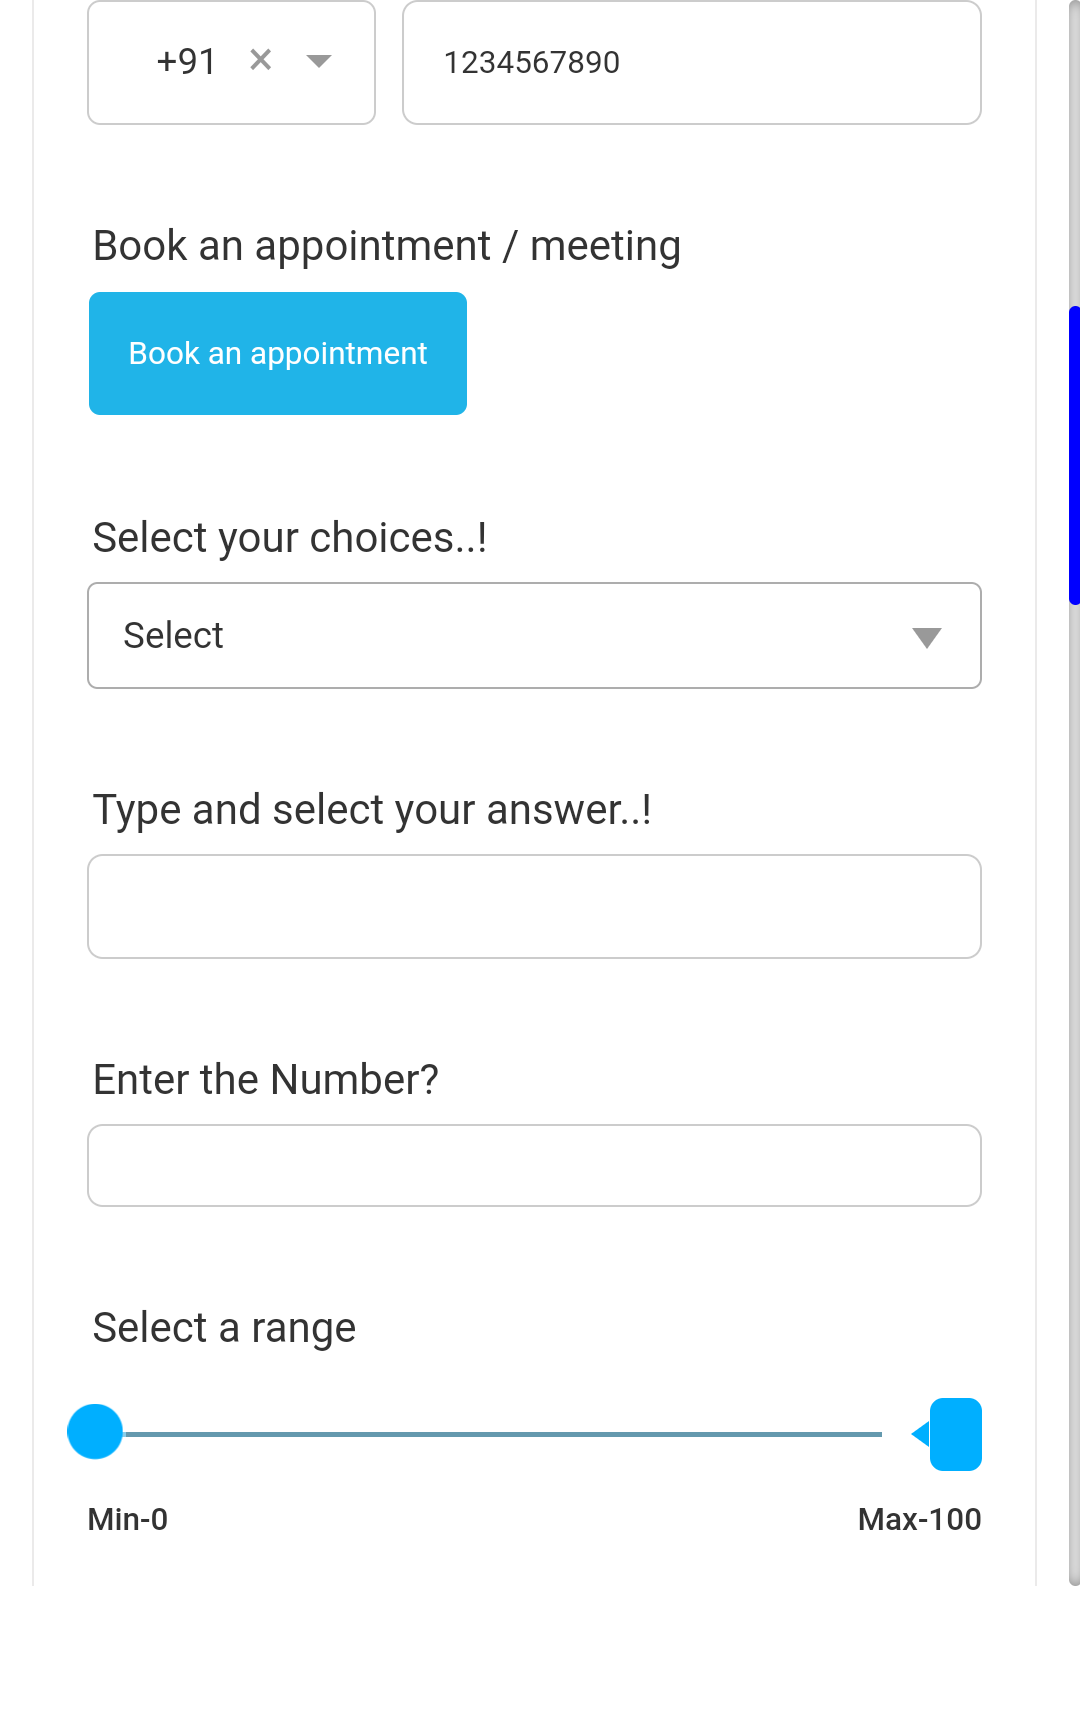 +91 × 1234567890
Book an appointment / meeting
Book an appointment
Select your choices..!
Select
Type and select your answer..!
Enter the Number?
Select a range
Min-0 Max-100